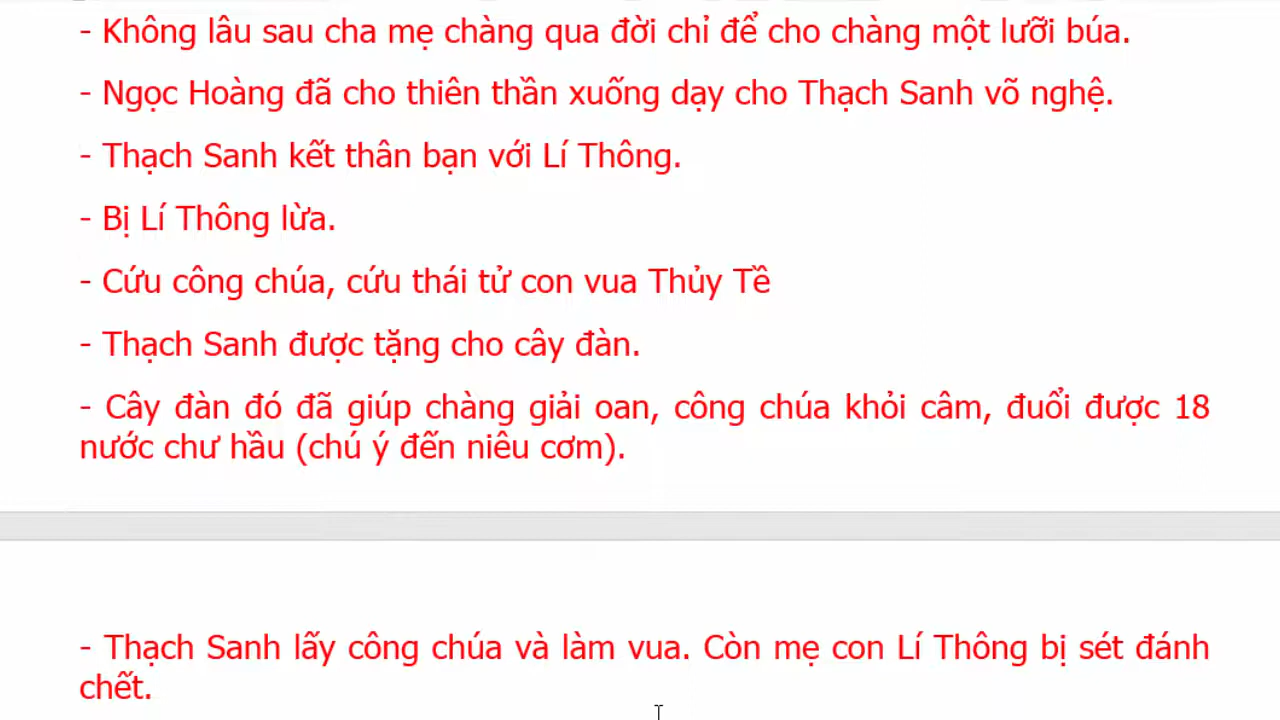 - Không lâu sau cha mẹ chàng qua đời chỉ để cho chàng một lưỡi búa.
- Ngọc Hoàng đã cho thiên thần xuống dạy cho Thạch Sanh võ nghệ.
- Thạch Sanh kết thân bạn với Lí Thông.
- Bị Lí Thông lừa.
- Cứu công chúa, cứu thái tử con vua Thủy Tề
- Thạch Sanh được tặng cho cây đàn.
- Cây đàn đó đã giúp chàng giải oan, công chúa khỏi câm, đuổi được 18
nước chư hầu (chú ý đến niêu cơm).
- Thạch Sanh lấy công chúa và làm vua. Còn mẹ con Lí Thông bị sét đánh
chết.